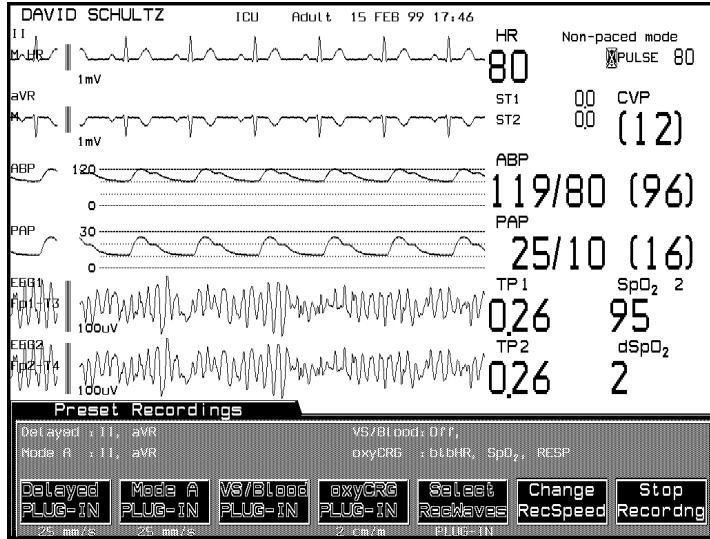 DAVID SCHULTZ ICU Adult 15 FEB 99 17:46
II HR Non-paced mode
M HR 80 PULSE 80
1mV
aVR ST1 0.0 CVP
M ST2 0.0 (12)
1mV
ABP 120 ABP
0 119/80 (96)
PAP 30 PAP
0 25/10 (16)
EEG1 TP1 SpO₂ 2
Fp1-T3 0.26 95
100uV
EEG2 TP2 dSpO₂
Fp2-T4 0.26 2
100uV
Preset Recordings
Delayed : II, aVR VS/Blood: Off,
Mode A : II, aVR oxyCRG : btbHR, SpO₂, RESP
Delayed Mode A VS/Blood oxyCRG Select Change Stop
PLUG-IN PLUG-IN PLUG-IN PLUG-IN RecWaves RecSpeed Recordng
25 mm/s 25 mm/s 2 cm/m PLUG-IN